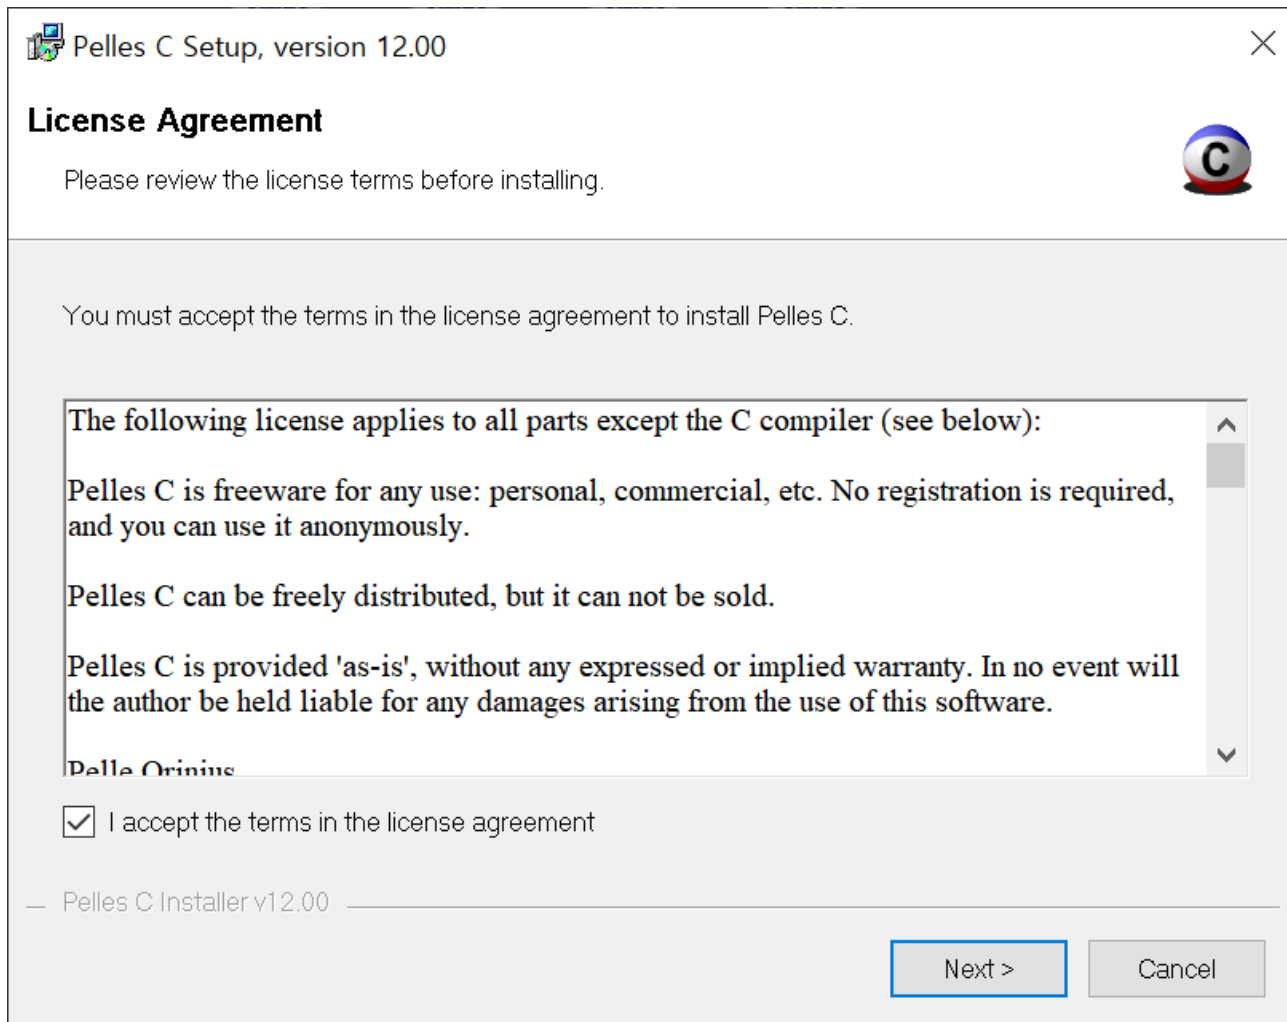 Pelles C Setup, version 12.00
License Agreement
Please review the license terms before installing.
C
You must accept the terms in the license agreement to install Pelles C.
The following license applies to all parts except the C compiler (see below):
Pelles C is freeware for any use: personal, commercial, etc. No registration is required,
and you can use it anonymously.
Pelles C can be freely distributed, but it can not be sold.
Pelles C is provided 'as-is', without any expressed or implied warranty. In no event will
the author be held liable for any damages arising from the use of this software.
Pelle Orinius
I accept the terms in the license agreement
Pelles C Installer v12.00
Next >
Cancel